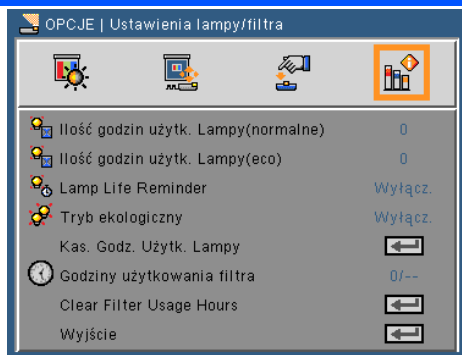 OPCJE | Ustawienia lampy/filtra
Ilość godzin użytk. Lampy(normalne) 0
Ilość godzin użytk. Lampy(eco) 0
Lamp Life Reminder Wyłącz.
Tryb ekologiczny Wyłącz.
Kas. Godz. Użytk. Lampy
Godziny użytkowania filtra 0/--
Clear Filter Usage Hours
Wyjście